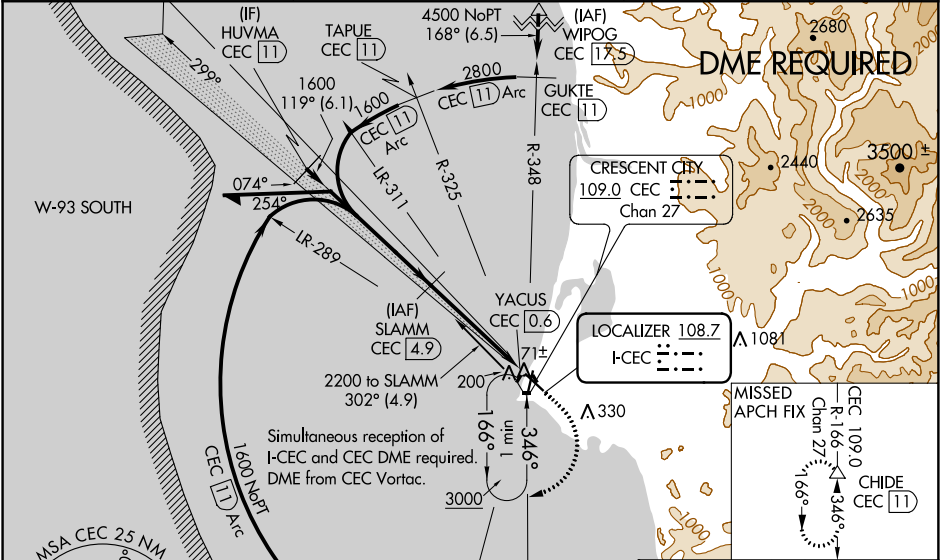 (IF)
HUVMA
CEC 11
TAPUE
CEC 11
4500 NoPT
168° (6.5)
(IAF)
WIPOG
CEC 17.5
2680
DME REQUIRED
299°
1600
119° (6.1)
2800
CEC 11 Arc
GUKTE
CEC 11
1600
CEC 11
Arc
1000
3500 ±
2440
2000
2635
LR-311
R-325
R-348
CRESCENT CITY
109.0 CEC
Chan 27
074°
254°
W-93 SOUTH
LR-289
1000
2000
1000
(IAF)
SLAMM
CEC 4.9
YACUS
CEC 0.6
LOCALIZER 108.7
I-CEC
1081
71±
200
2200 to SLAMM
302° (4.9)
330
166°
1 min
346°
3000
Simultaneous reception of
I-CEC and CEC DME required.
DME from CEC Vortac.
1600 NoPT
CEC 11 Arc
MISSED
APCH FIX
CEC 109.0
Chan 27
R-166
CHIDE
CEC 11
166°
346°
MSA CEC 25 NM